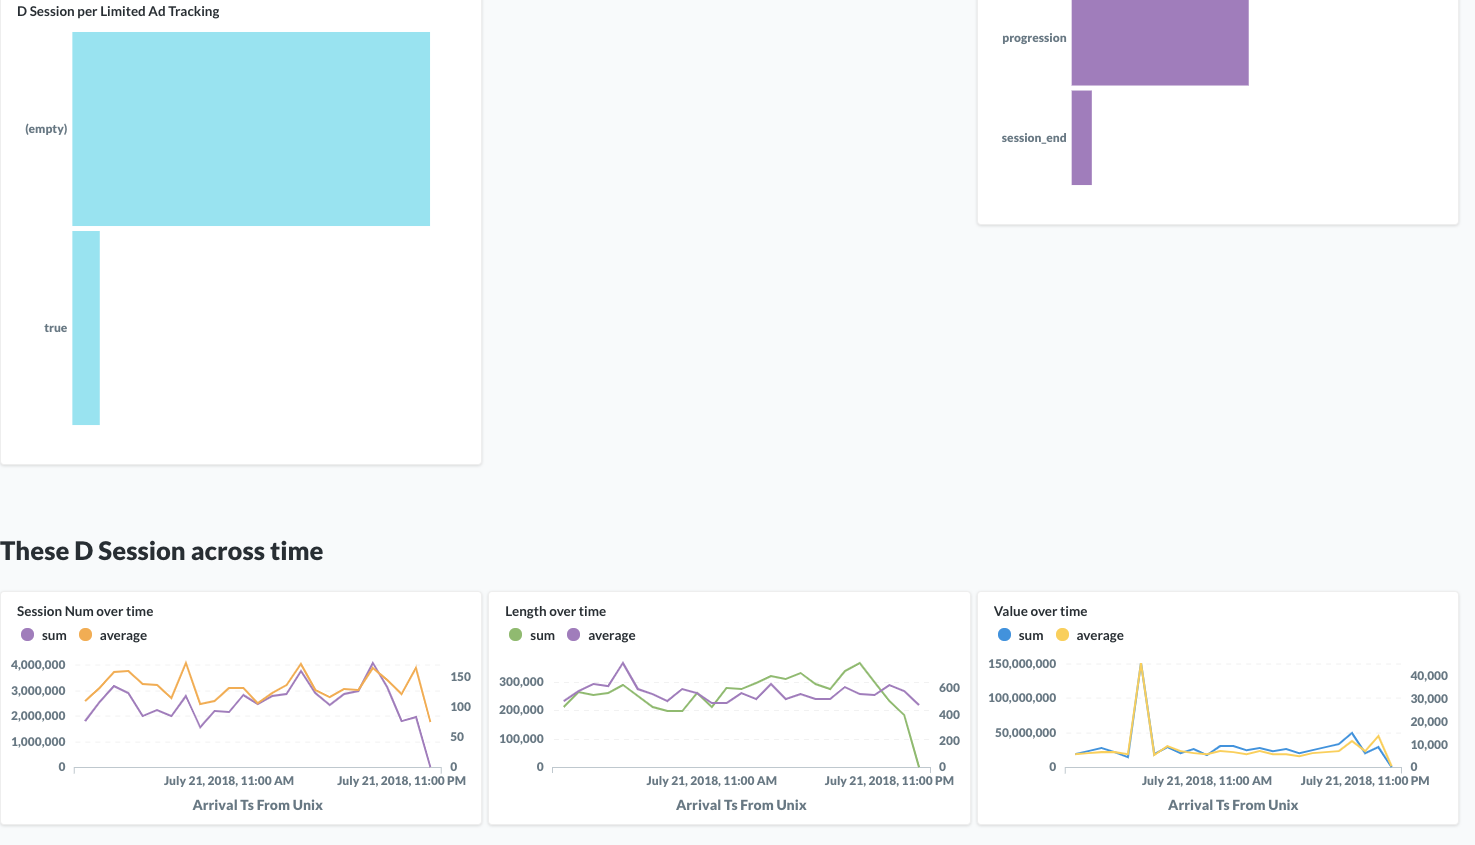 D Session per Limited Ad Tracking
(empty)
true
progression
session_end
These D Session across time
Session Num over time
sum average
4,000,000
3,000,000
2,000,000
1,000,000
0
150
100
50
0
July 21, 2018, 11:00 AM July 21, 2018, 11:00 PM
Arrival Ts From Unix
Length over time
sum average
300,000
200,000
100,000
0
600
400
200
0
July 21, 2018, 11:00 AM July 21, 2018, 11:00 PM
Arrival Ts From Unix
Value over time
sum average
150,000,000
100,000,000
50,000,000
0
40,000
30,000
20,000
10,000
0
July 21, 2018, 11:00 AM July 21, 2018, 11:00 PM
Arrival Ts From Unix